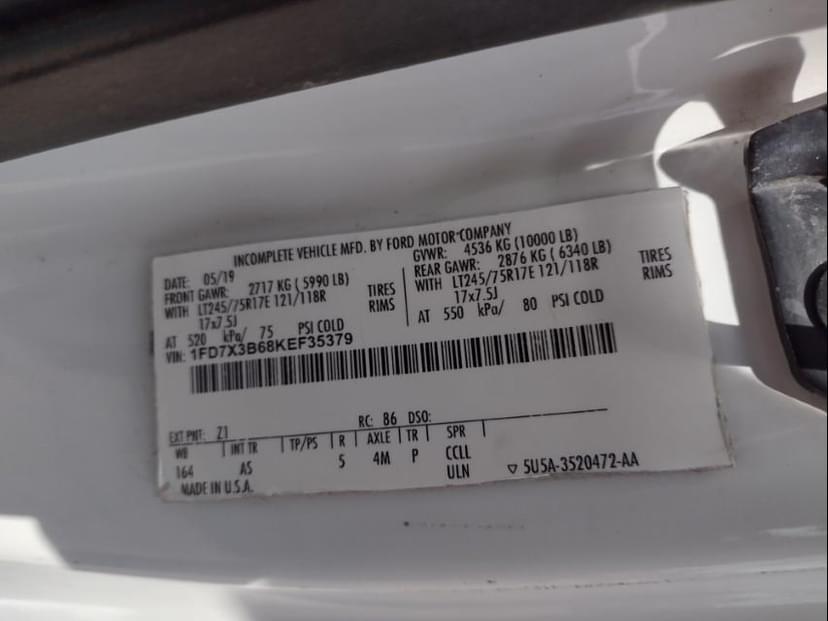 INCOMPLETE VEHICLE MFD. BY FORD MOTOR COMPANY
DATE: 05/19
FRONT GAWR: 2717 KG ( 5990 LB)
WITH LT245/75R17E 121/118R TIRES
17x7.5J RIMS
AT 520 kPa/ 75 PSI COLD
GVWR: 4536 KG (10000 LB)
REAR GAWR: 2876 KG ( 6340 LB)
WITH LT245/75R17E 121/118R TIRES
17x7.5J RIMS
AT 550 kPa/ 80 PSI COLD
VIN: 1FD7X3B68KEF35379
EXT PNT: Z1 RC: 86 DSO:
WB INT TR TP/PS R AXLE TR SPR
164 AS 5 4M P CCLL
ULN
▽ 5U5A-3520472-AA
MADE IN U.S.A.